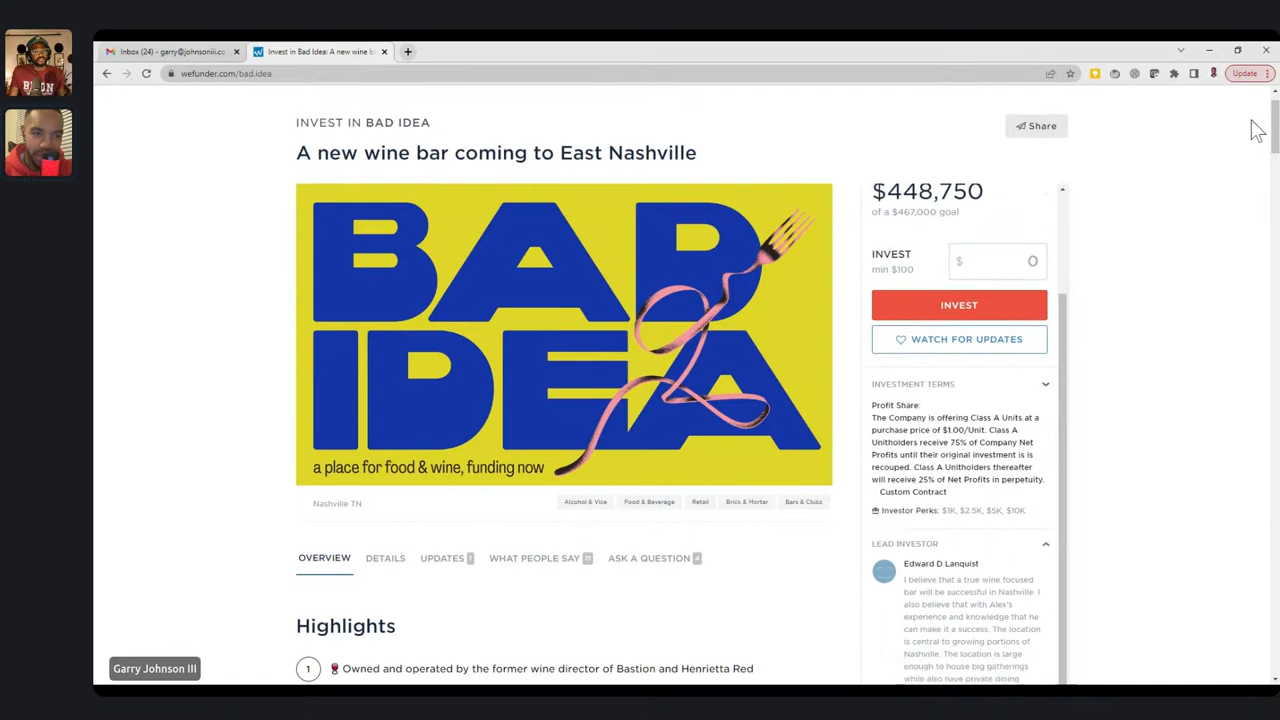 Inbox (24) - garry@johnsoniii.co
Invest in Bad Idea: A new wine b
wefunder.com/bad.idea
Update
INVEST IN BAD IDEA
Share
A new wine bar coming to East Nashville
BAD
IDEA
a place for food & wine, funding now
Nashville TN
Alcohol & Vice
Food & Beverage
Retail
Brick & Mortar
Bars & Clubs
$448,750
of a $467,000 goal
INVEST
min $100
$ 0
INVEST
WATCH FOR UPDATES
INVESTMENT TERMS
Profit Share:
The Company is offering Class A Units at a
purchase price of $1.00/Unit. Class A
Unitholders receive 75% of Company Net
Profits until their original investment is is
recouped. Class A Unitholders thereafter
will receive 25% of Net Profits in perpetuity.
Custom Contract
Investor Perks: $1K, $2.5K, $5K, $10K
LEAD INVESTOR
Edward D Lanquist
I believe that a true wine focused
bar will be successful in Nashville. I
also believe that with Alex's
experience and knowledge that he
can make it a success. The location
is central to growing portions of
Nashville. The location is large
enough to house big gatherings
while also have private dining
OVERVIEW
DETAILS
UPDATES 1
WHAT PEOPLE SAY
ASK A QUESTION 4
Highlights
1 Owned and operated by the former wine director of Bastion and Henrietta Red
Garry Johnson III